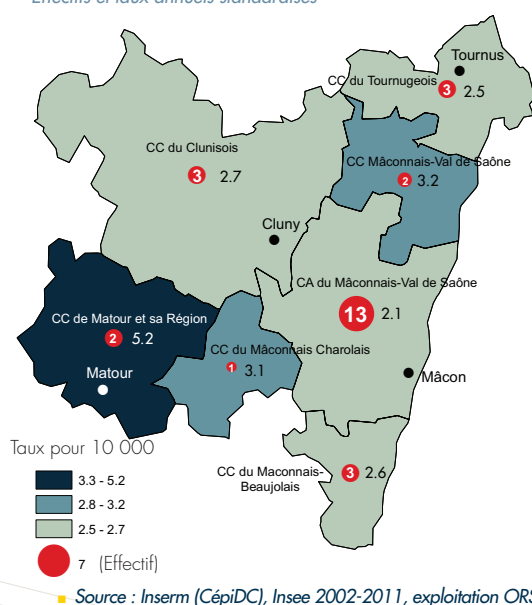 Effectifs et taux annuels standardisés
Tournus
CC du Tournugeois
3 2.5
CC du Clunisois
3 2.7
CC Mâconnais-Val de Saône
2 3.2
Cluny
CA du Mâconnais-Val de Saône
13 2.1
CC de Matour et sa Région
2 5.2
CC du Mâconnais Charolais
1 3.1
Matour
Mâcon
Taux pour 10 000
3.3 - 5.2
2.8 - 3.2
2.5 - 2.7
7 (Effectif)
CC du Maconnais-
Beaujolais
3 2.6
Source : Inserm (CépiDC), Insee 2002-2011, exploitation ORS